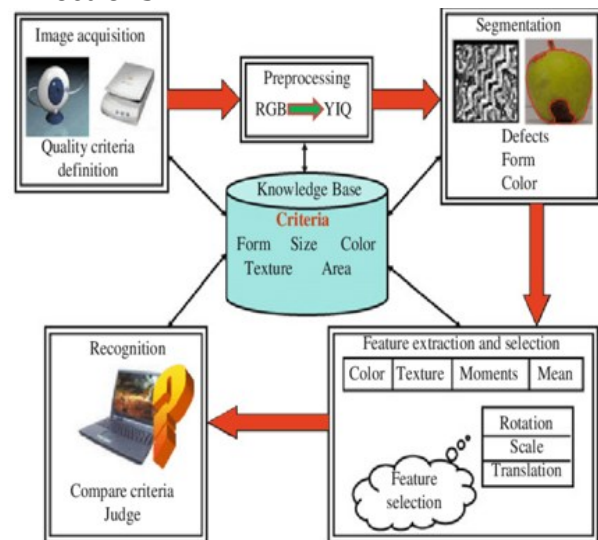 Image acquisition
Quality criteria
definition
Preprocessing
RGB YIQ
Segmentation
Defects
Form
Color
Knowledge Base
Criteria
Form Size Color
Texture Area
Feature extraction and selection
Color Texture Moments Mean
Rotation
Scale
Translation
Feature
selection
Recognition
Compare criteria
Judge